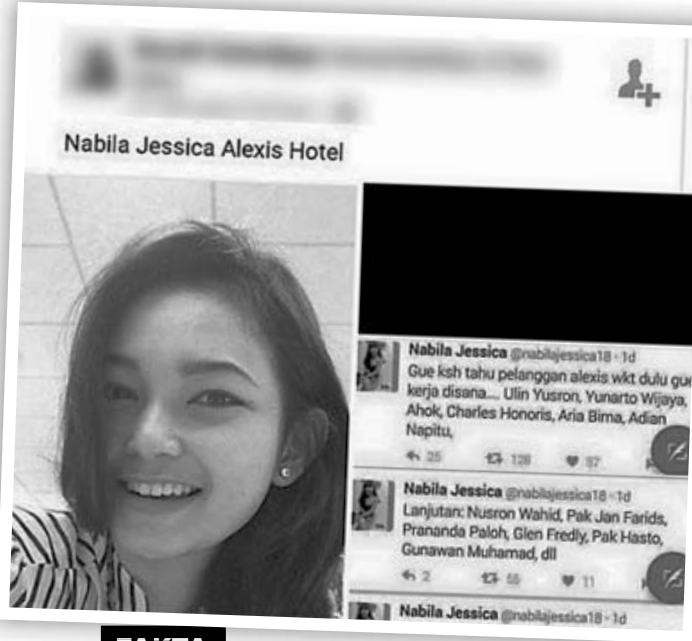 Nabila Jessica Alexis Hotel
Nabila Jessica @nabilajessica18 · 1d
Gue ksh tahu pelanggan alexis wkt dulu gue
kerja disana.... Ulin Yusron, Yunarto Wijaya,
Ahok, Charles Honoris, Aria Bima, Adian
Napitu,
25 128 57
Nabila Jessica @nabilajessica18 · 1d
Lanjutan: Nusron Wahid, Pak Jan Farids,
Prananda Paloh, Glen Fredly, Pak Hasto,
Gunawan Muhamad, dll
2 55 11
Nabila Jessica @nabilajessica18 · 1d
FAKTA